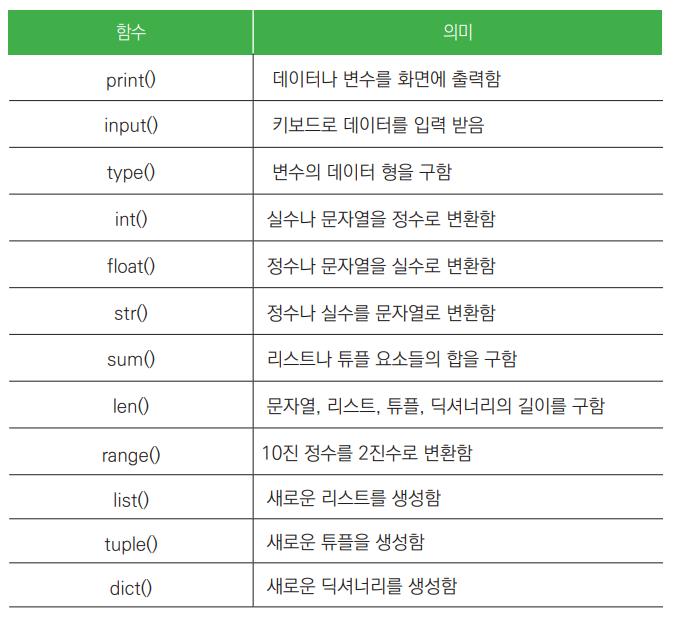 함수 의미
print() 데이터나 변수를 화면에 출력함
input() 키보드로 데이터를 입력 받음
type() 변수의 데이터 형을 구함
int() 실수나 문자열을 정수로 변환함
float() 정수나 문자열을 실수로 변환함
str() 정수나 실수를 문자열로 변환함
sum() 리스트나 튜플 요소들의 합을 구함
len() 문자열, 리스트, 튜플, 딕셔너리의 길이를 구함
range() 10진 정수를 2진수로 변환함
list() 새로운 리스트를 생성함
tuple() 새로운 튜플을 생성함
dict() 새로운 딕셔너리를 생성함